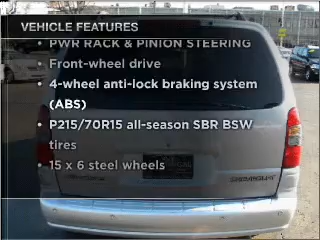 VEHICLE FEATURES
• PWR RACK & PINION STEERING
• Front-wheel drive
• 4-wheel anti-lock braking system
(ABS)
• P215/70R15 all-season SBR BSW
tires
• 15 x 6 steel wheels